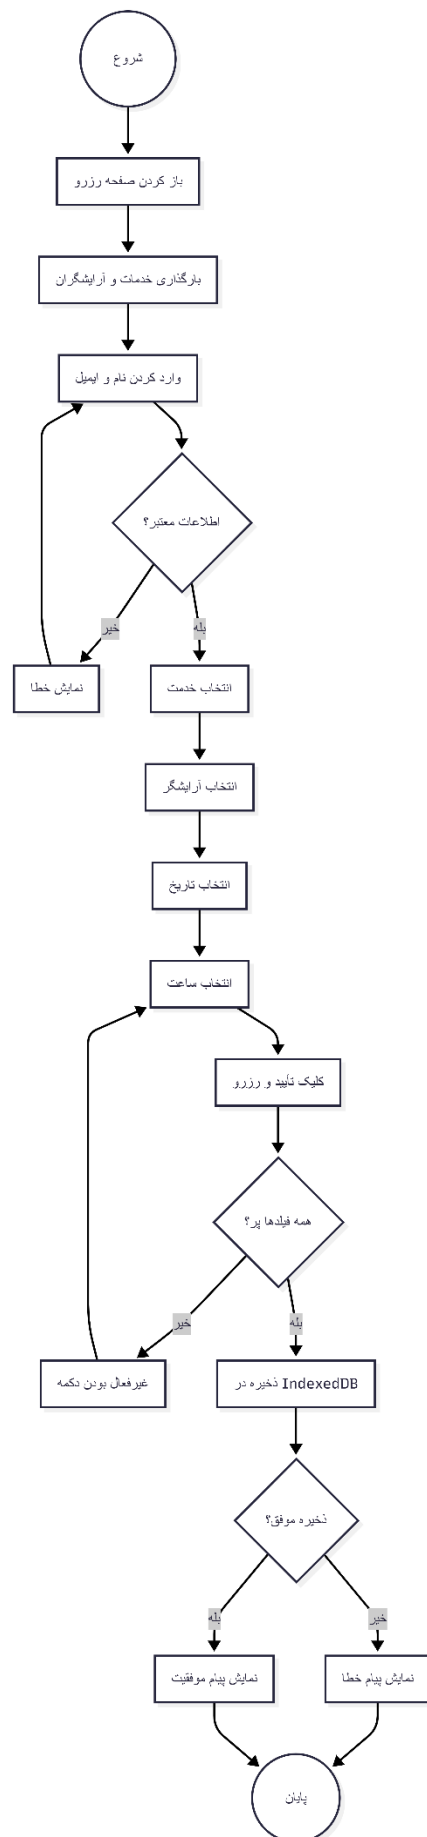 شروع
باز کردن صفحه رزرو
بارگذاری خدمات و آرایشگران
وارد کردن نام و ایمیل
اطلاعات معتبر؟
خیر
بله
نمایش خطا
انتخاب خدمت
انتخاب آرایشگر
انتخاب تاریخ
انتخاب ساعت
کلیک تأیید و رزرو
همه فیلدها پر؟
خیر
بله
غیرفعال بودن دکمه
ذخیره در IndexedDB
ذخیره موفق؟
بله
خیر
نمایش پیام موفقیت
نمایش پیام خطا
پایان